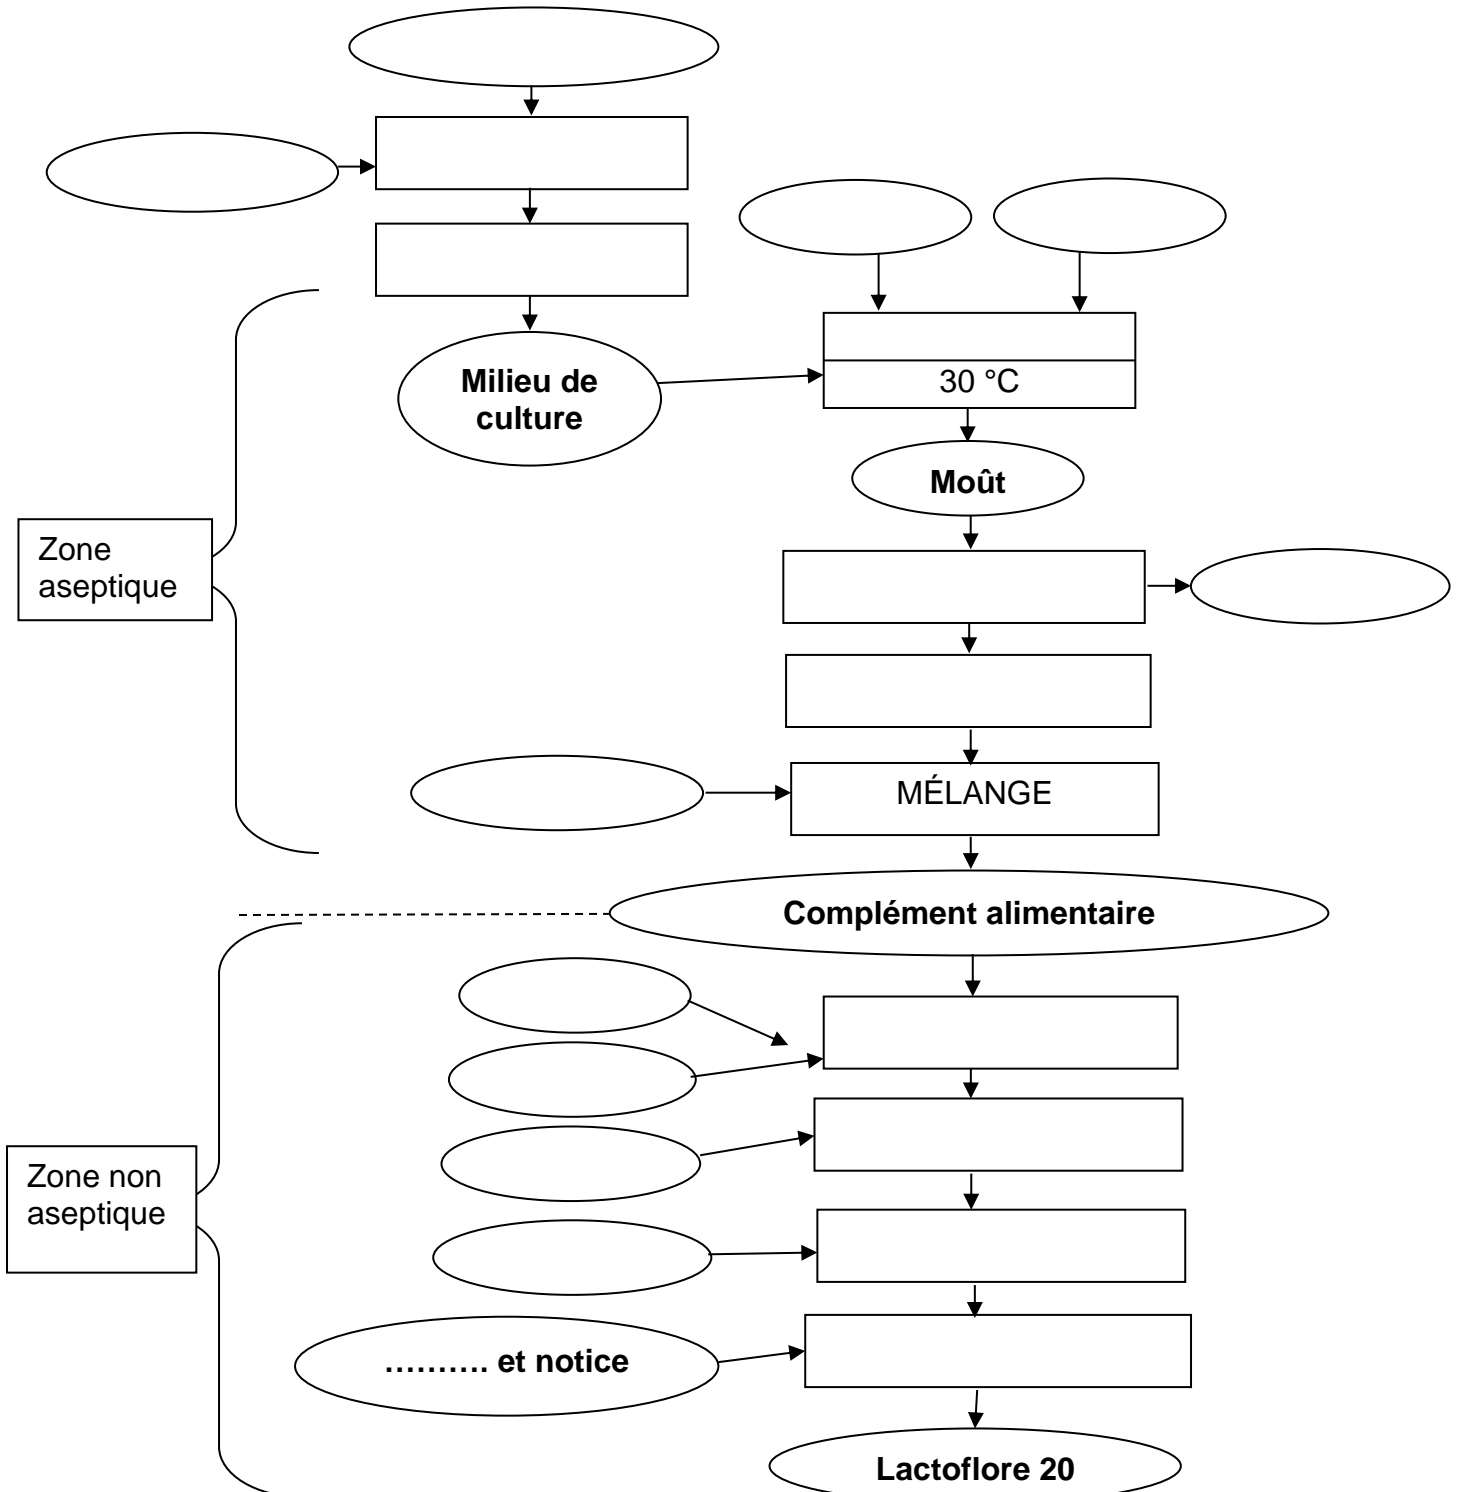 30 °C
Milieu de
culture
Moût
Zone
aseptique
MÉLANGE
Complément alimentaire
Zone non
aseptique
………. et notice
Lactoflore 20